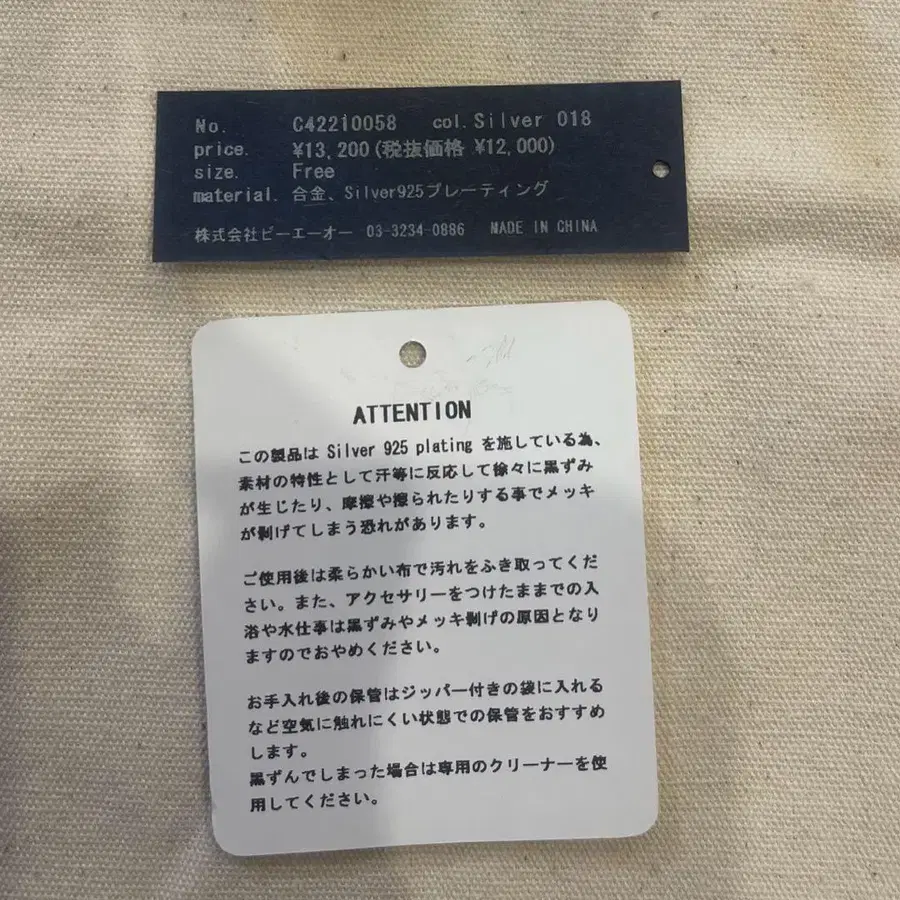 No. C42210058 col. Silver 018
price. ¥13,200(税抜価格 ¥12,000)
size. Free
material. 合金、Silver925プレーティング
株式会社ビーエーオー 03-3234-0886 MADE IN CHINA
ATTENTION
この製品は Silver 925 plating を施している為、
素材の特性として汗等に反応して徐々に黒ずみ
が生じたり、摩擦や擦られたりする事でメッキ
が剥げてしまう恐れがあります。
ご使用後は柔らかい布で汚れをふき取ってくだ
さい。また、アクセサリーをつけたままでの入
浴や水仕事は黒ずみやメッキ剥げの原因となり
ますのでおやめください。
お手入れ後の保管はジッパー付きの袋に入れる
など空気に触れにくい状態での保管をおすすめ
します。
黒ずんでしまった場合は専用のクリーナーを使
用してください。